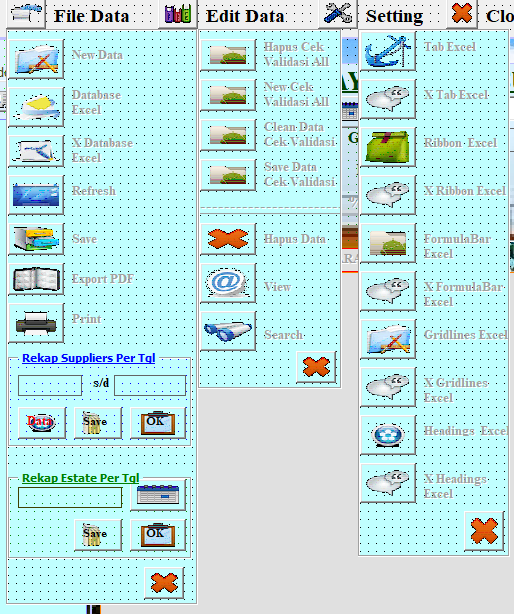 File Data
Edit Data
Setting
Clo
New Data
Database
Excel
X Database
Excel
Refresh
Save
Export PDF
Print
Rekap Suppliers Per Tgl
s/d
Data
Save
OK
Rekap Estate Per Tgl
Save
OK
Hapus Cek
Validasi All
New Cek
Validasi All
Clean Data
Cek Validasi
Save Data
Cek Validasi
Hapus Data
View
Search
Tab Excel
X Tab Excel
Ribbon Excel
X Ribbon Excel
FormulaBar
Excel
X FormulaBar
Excel
Gridlines Excel
X Gridlines
Excel
Headings Excel
X Headings
Excel